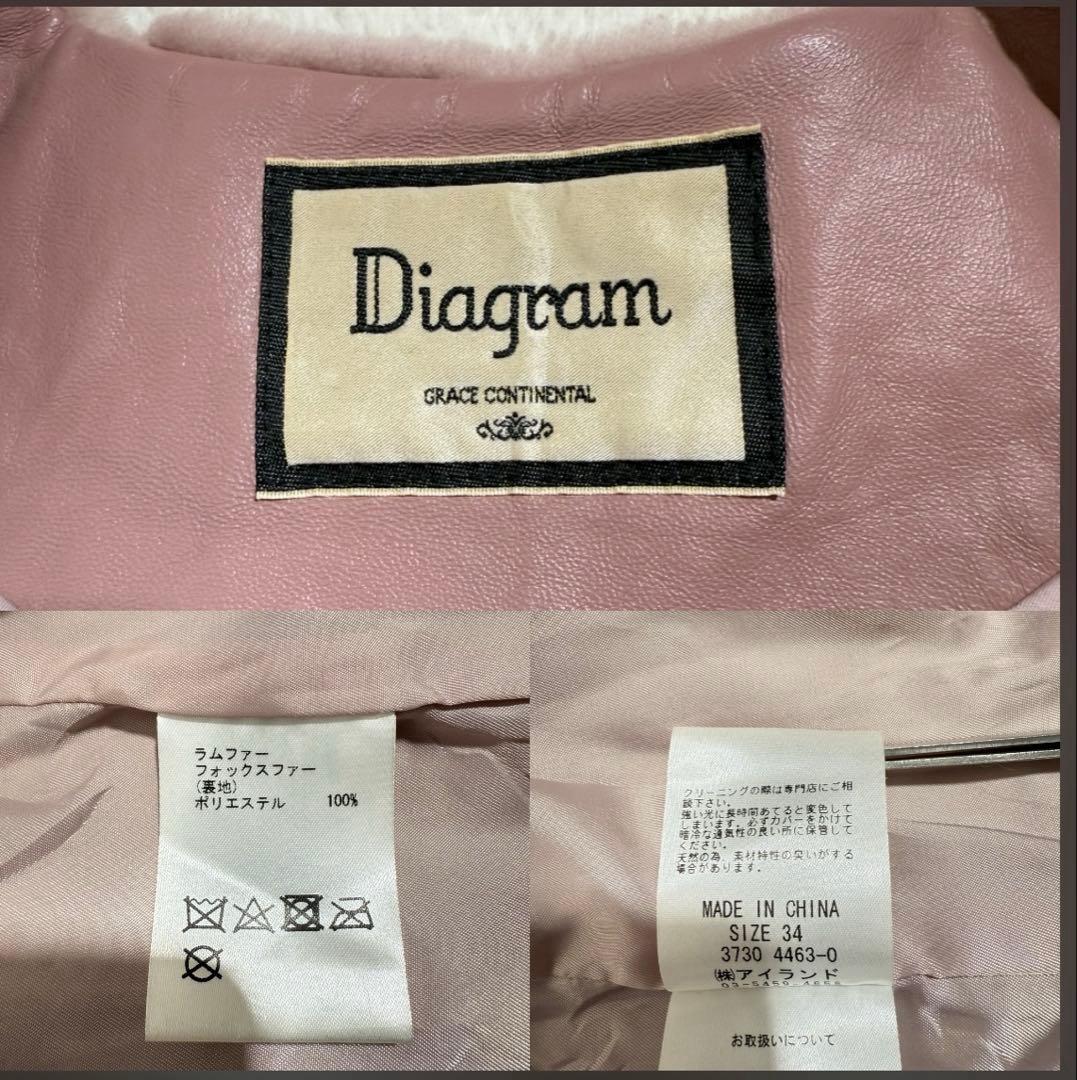 Diagram
GRACE CONTINENTAL
ラムファー
フォックスファー
(裏地)
ポリエステル 100%
クリーニングの際は専門店にご相
談下さい。
強い光に長時間あてると変色して
しまいます。必ずカバーをかけて
暗冷な通気性の良い所に保管して
ください。
天然の為、素材特性の臭いがする
場合があります。
MADE IN CHINA
SIZE 34
3730 4463-0
㈱アイランド
お取扱いについて